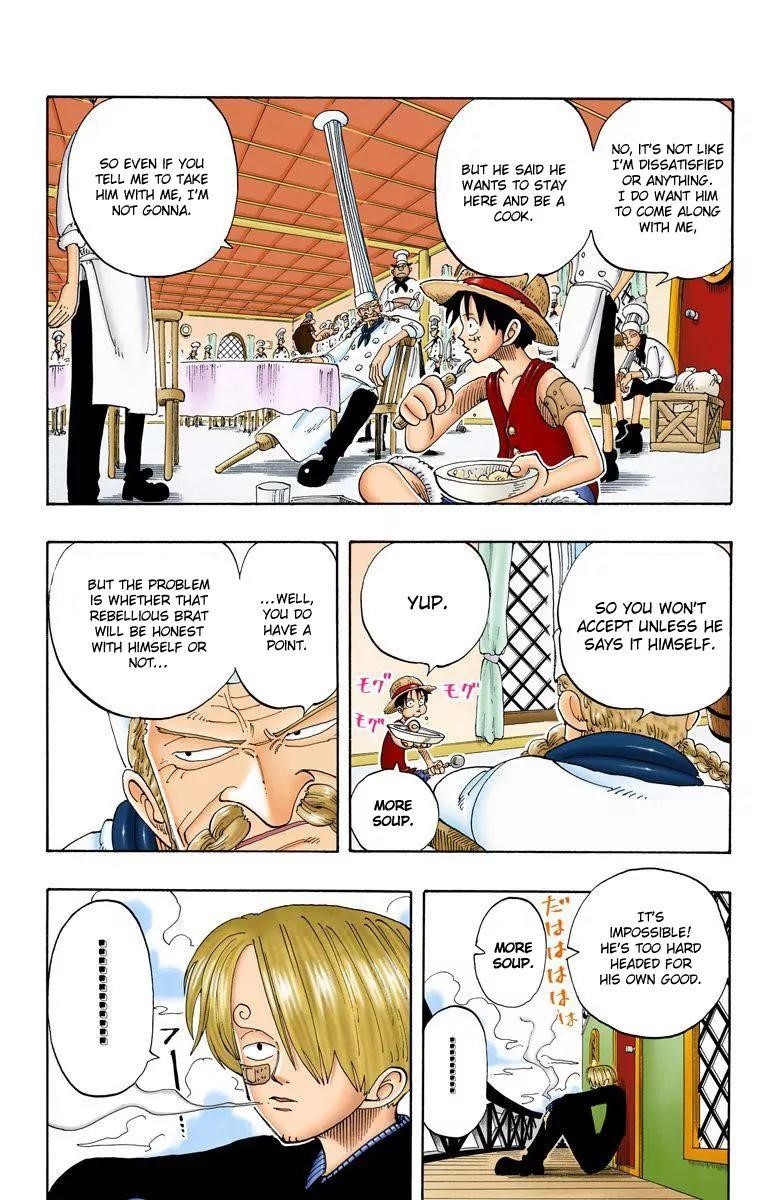 NO, IT'S NOT LIKE
I'M DISSATISFIED
OR ANYTHING.
I DO WANT HIM
TO COME ALONG
WITH ME,
BUT HE SAID HE
WANTS TO STAY
HERE AND BE A
COOK.
SO EVEN IF YOU
TELL ME TO TAKE
HIM WITH ME, I'M
NOT GONNA.
SO YOU WON'T
ACCEPT UNLESS HE
SAYS IT HIMSELF.
YUP.
モグ
モグ
モグ
MORE
SOUP.
...WELL,
YOU DO
HAVE A
POINT.
BUT THE PROBLEM
IS WHETHER THAT
REBELLIOUS BRAT
WILL BE HONEST
WITH HIMSELF OR
NOT...
IT'S
IMPOSSIBLE!
HE'S TOO HARD
HEADED FOR
HIS OWN GOOD.
だはははは
MORE
SOUP.
............
............